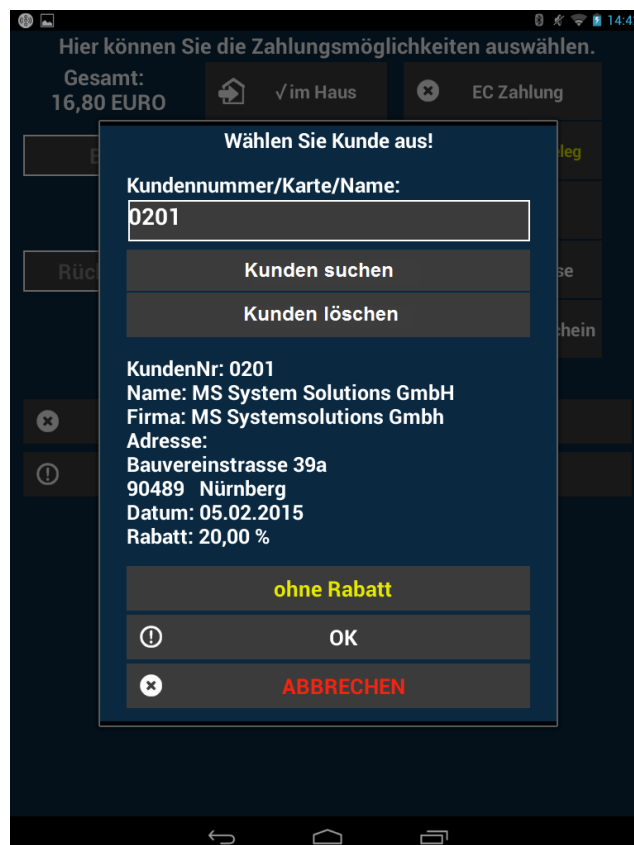 14:4
Hier können Sie die Zahlungsmöglichkeiten auswählen.
Gesamt:
16,80 EURO
√ im Haus
EC Zahlung
Wählen Sie Kunde aus!
Kundennummer/Karte/Name:
0201
Kunden suchen
Kunden löschen
KundenNr: 0201
Name: MS System Solutions GmbH
Firma: MS Systemsolutions Gmbh
Adresse:
Bauvereinstrasse 39a
90489 Nürnberg
Datum: 05.02.2015
Rabatt: 20,00 %
ohne Rabatt
OK
ABBRECHEN